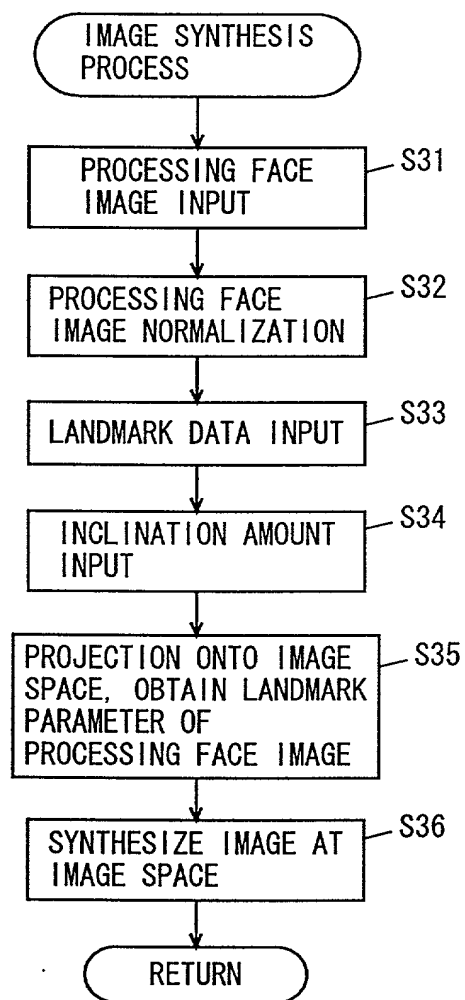 IMAGE SYNTHESIS
PROCESS
PROCESSING FACE
IMAGE INPUT
S31
PROCESSING FACE
IMAGE NORMALIZATION
S32
LANDMARK DATA INPUT
S33
INCLINATION AMOUNT
INPUT
S34
PROJECTION ONTO IMAGE
SPACE, OBTAIN LANDMARK
PARAMETER OF
PROCESSING FACE IMAGE
S35
SYNTHESIZE IMAGE AT
IMAGE SPACE
S36
RETURN